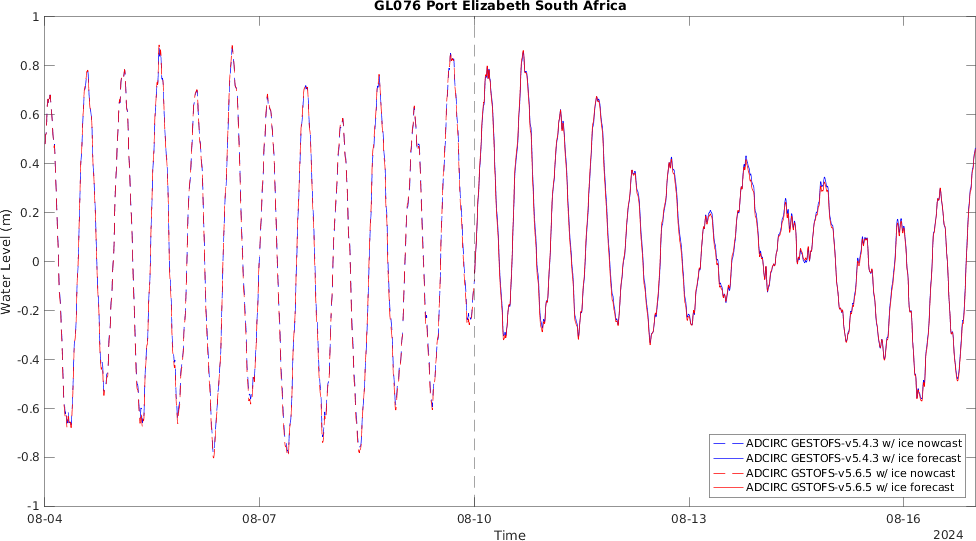 GL076 Port Elizabeth South Africa
1
0.8
0.6
0.4
0.2
0
-0.2
-0.4
-0.6
-0.8
-1
Water Level (m)
ADCIRC GESTOFS-v5.4.3 w/ ice nowcast
ADCIRC GESTOFS-v5.4.3 w/ ice forecast
ADCIRC GSTOFS-v5.6.5 w/ ice nowcast
ADCIRC GSTOFS-v5.6.5 w/ ice forecast
08-04 08-07 08-10 08-13 08-16
Time
2024